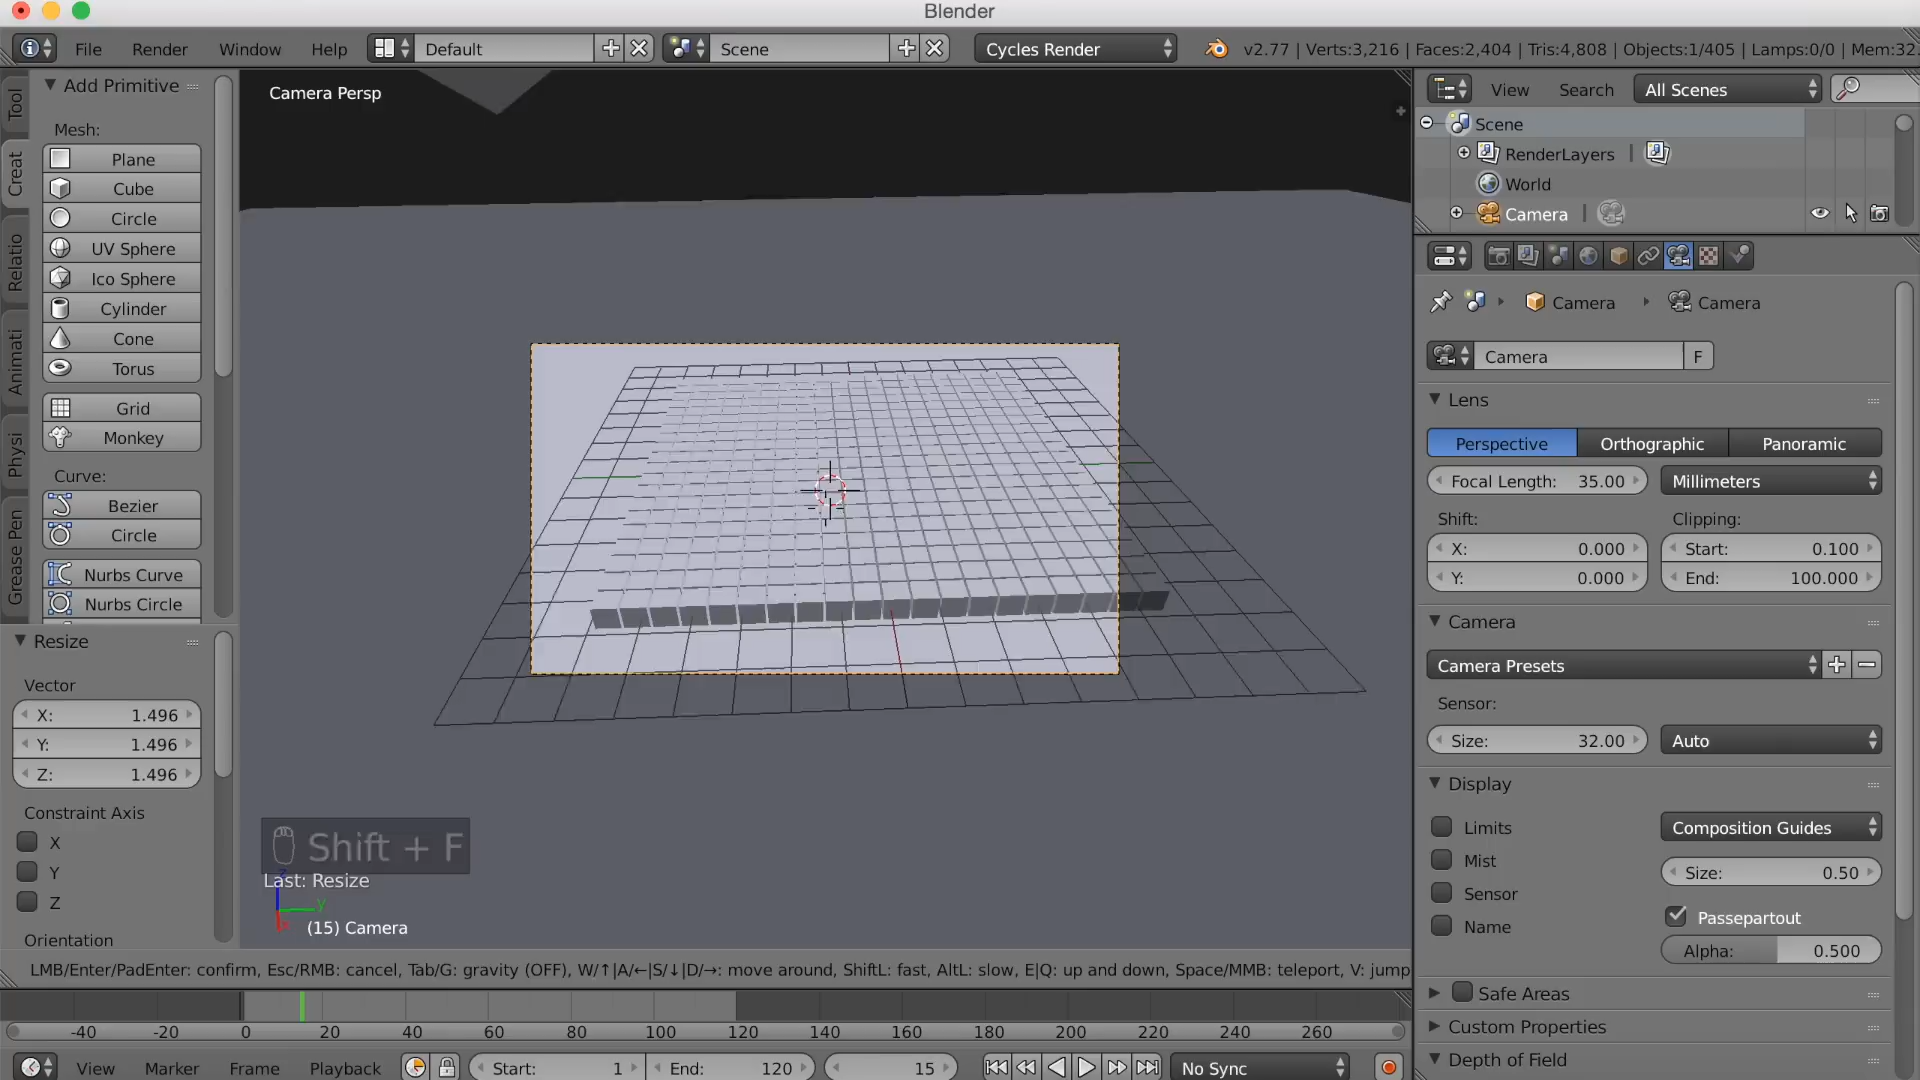 Blender
File Render Window Help Default Scene Cycles Render v2.77 | Verts:3,216 | Faces:2,404 | Tris:4,808 | Objects:1/405 | Lamps:0/0 | Mem:32.
Tool
Creat
Relatio
Animati
Physi
Grease Pen
Add Primitive
Mesh:
Plane
Cube
Circle
UV Sphere
Ico Sphere
Cylinder
Cone
Torus
Grid
Monkey
Curve:
Bezier
Circle
Nurbs Curve
Nurbs Circle
Resize
Vector
X: 1.496
Y: 1.496
Z: 1.496
Constraint Axis
X
Y
Z
Orientation
Camera Persp
Shift + F
Last: Resize
z
y
x
(15) Camera
LMB/Enter/PadEnter: confirm, Esc/RMB: cancel, Tab/G: gravity (OFF), W/↑|A/←|S/↓|D/→: move around, ShiftL: fast, AltL: slow, E|Q: up and down, Space/MMB: teleport, V: jump
-40 -20 0 20 40 60 80 100 120 140 160 180 200 220 240 260
View Marker Frame Playback Start: 1 End: 120 15 No Sync
View Search All Scenes
Scene
RenderLayers |
World
Camera |
Camera Camera
Camera F
Lens
Perspective Orthographic Panoramic
Focal Length: 35.00 Millimeters
Shift: Clipping:
X: 0.000 Start: 0.100
Y: 0.000 End: 100.000
Camera
Camera Presets
Sensor:
Size: 32.00 Auto
Display
Limits Composition Guides
Mist
Size: 0.50
Sensor
Passepartout
Name
Alpha: 0.500
Safe Areas
Custom Properties
Depth of Field